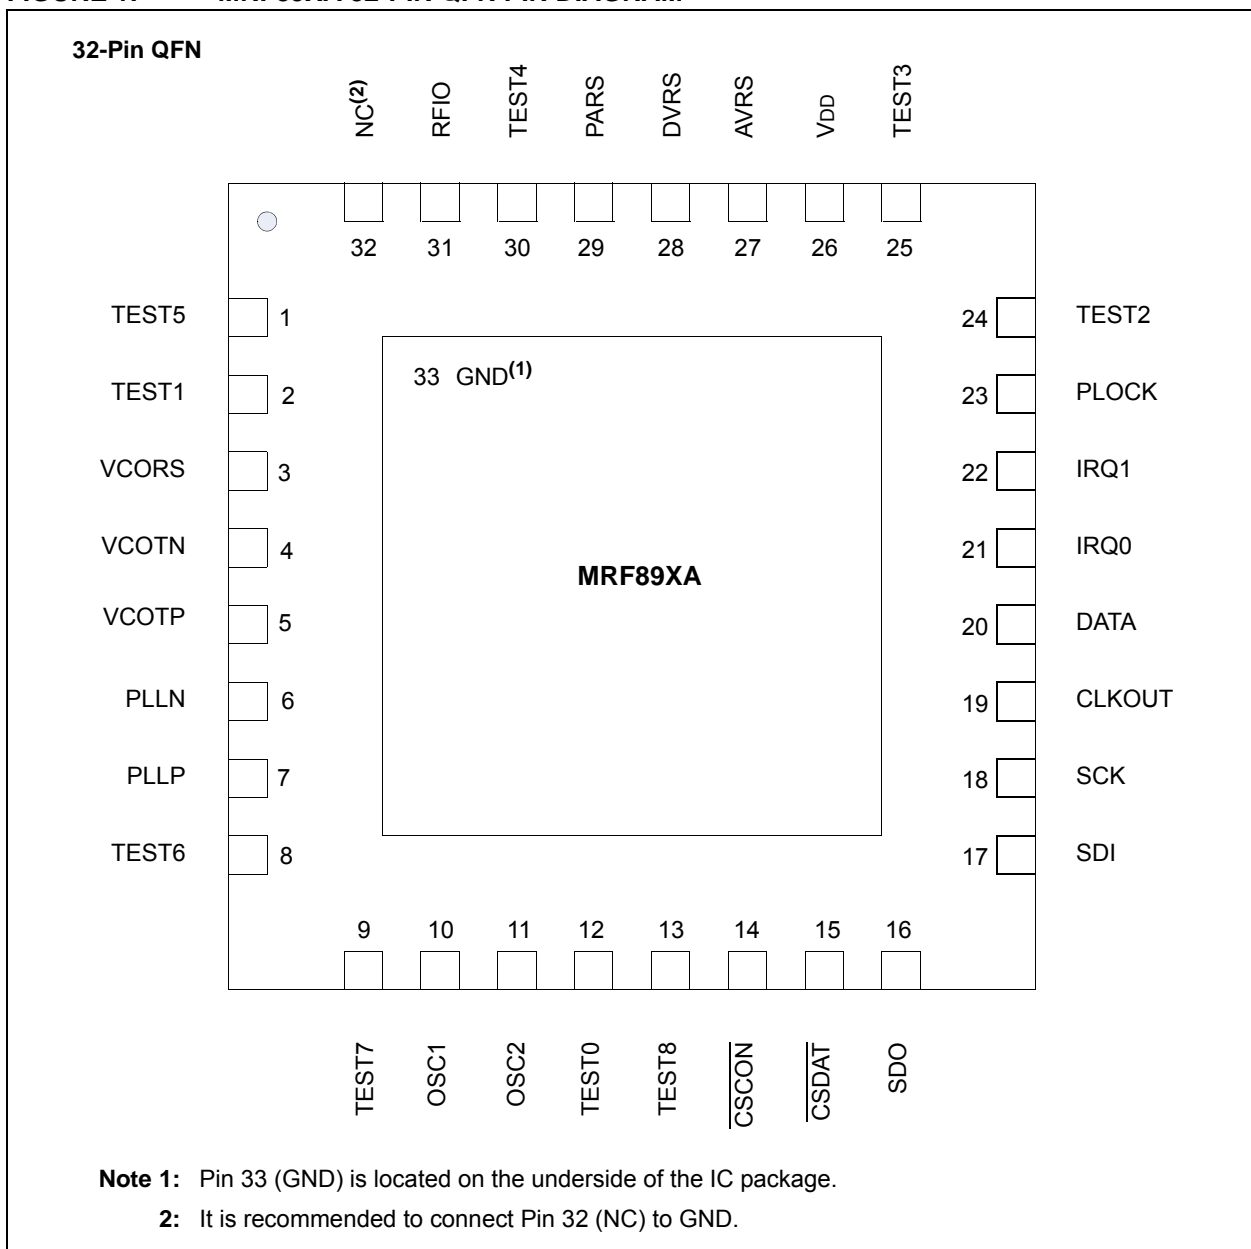 32-Pin QFN
NC(2) RFIO TEST4 PARS DVRS AVRS VDD TEST3
32 31 30 29 28 27 26 25
TEST5 1 24 TEST2
33 GND(1)
TEST1 2 23 PLOCK
VCORS 3 22 IRQ1
VCOTN 4 21 IRQ0
MRF89XA
VCOTP 5 20 DATA
PLLN 6 19 CLKOUT
PLLP 7 18 SCK
TEST6 8 17 SDI
9 10 11 12 13 14 15 16
TEST7 OSC1 OSC2 TEST0 TEST8 CSCON CSDAT SDO
Note 1: Pin 33 (GND) is located on the underside of the IC package.
2: It is recommended to connect Pin 32 (NC) to GND.